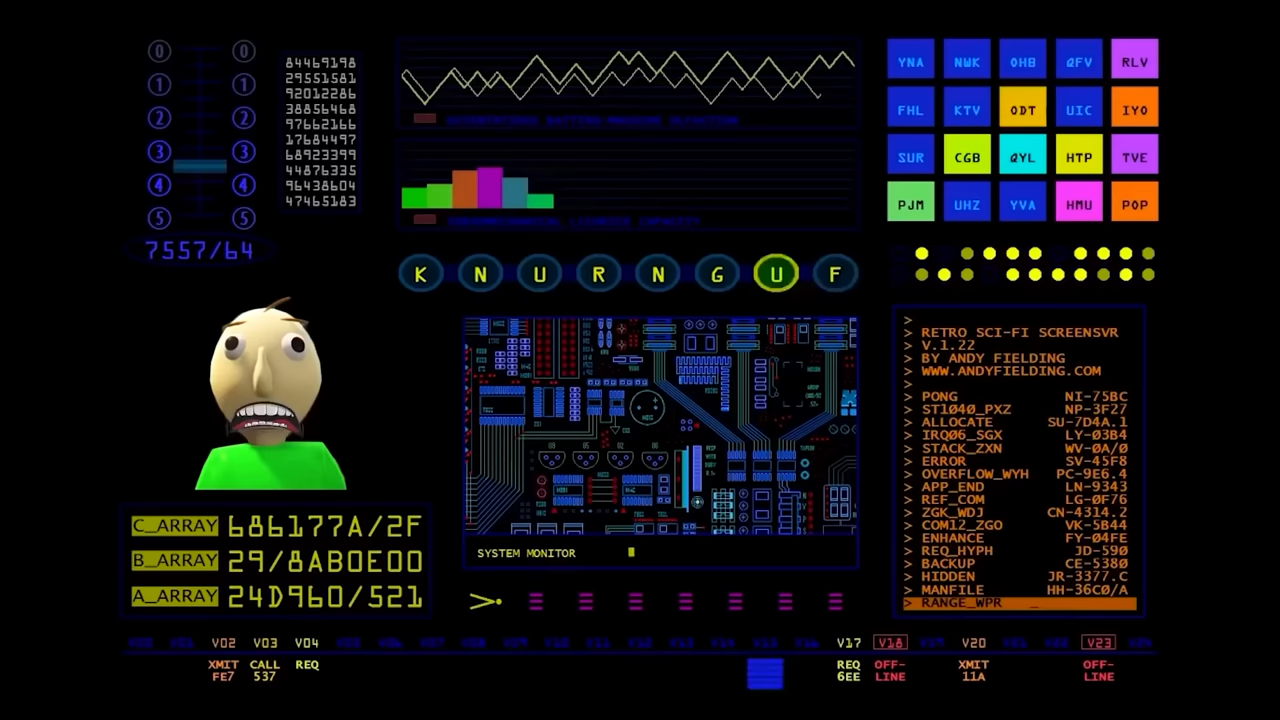 0 0
1 1
2 2
3 3
4 4
5 5
7557/64
84469198
29551581
92012286
38856468
97662166
17684497
68923399
44876335
96438604
47465183
YNA NWK OHB QFV RLV
FHL KTV ODT UIC IYO
SUR CGB QYL HTP TVE
PJM UHZ YVA HMU POP
K N U R N G U F
SYSTEM MONITOR
>
> RETRO SCI-FI SCREENSVR
> V.1.22
> BY ANDY FIELDING
> WWW.ANDYFIELDING.COM
>
> PONG NI-75BC
> ST1040_PXZ NP-3F27
> ALLOCATE SU-7D4A.1
> IRQ06_SGX LY-03B4
> STACK_ZXN WV-0A/0
> ERROR SV-45F8
> OVERFLOW_WYH PC-9E6.4
> APP_END LN-9343
> REF_COM LG-0F76
> ZGK_WDJ CN-4314.2
> COM12_ZGO VK-5B44
> ENHANCE FY-04FE
> REQ_HYPH JD-590
> BACKUP CE-5380
> HIDDEN JR-3377.C
> MANFILE HH-36C0/A
> RANGE_WPR _
C_ARRAY 686177A/2F
B_ARRAY 29/8AB0E00
A_ARRAY 24D960/521
V02 V03 V04 V17 V18 V20 V23
XMIT CALL REQ REQ OFF- XMIT OFF-
FE7 537 6EE LINE 11A LINE